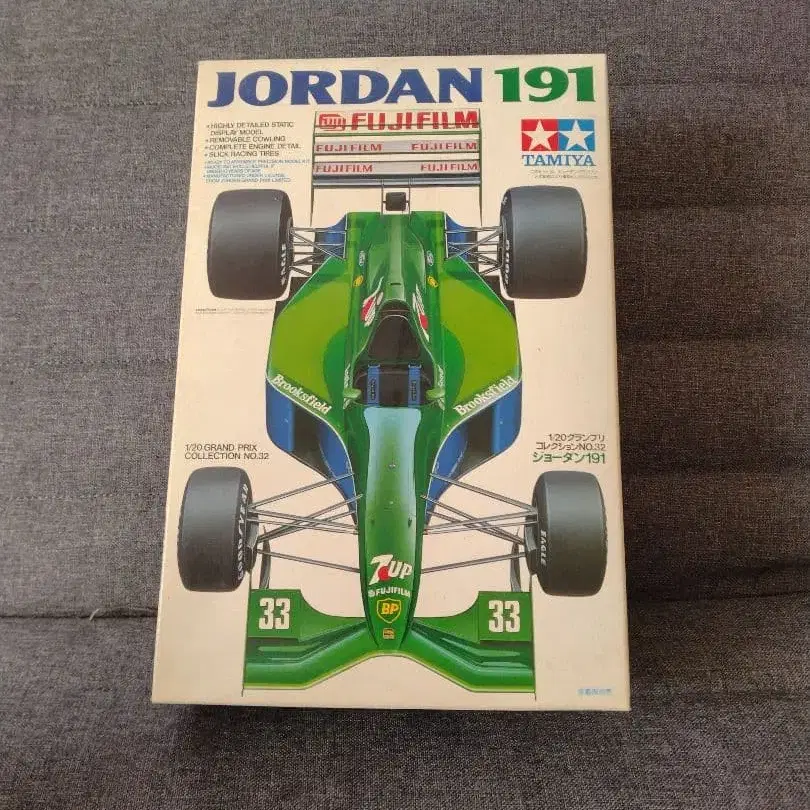 JORDAN 191
• HIGHLY DETAILED STATIC
DISPLAY MODEL
• REMOVABLE COWLING
• COMPLETE ENGINE DETAIL
• SLICK RACING TIRES
FUJIFILM
FUJIFILM FUJIFILM
FUJIFILM FUJIFILM
TAMIYA
EAGLE
Brooksfield
Brooksfield
1/20 GRAND PRIX
COLLECTION NO.32
1/20グランプリ
コレクションNO.32
ジョーダン191
GOODYEAR
EAGLE
7UP
FUJIFILM
BP
33
33